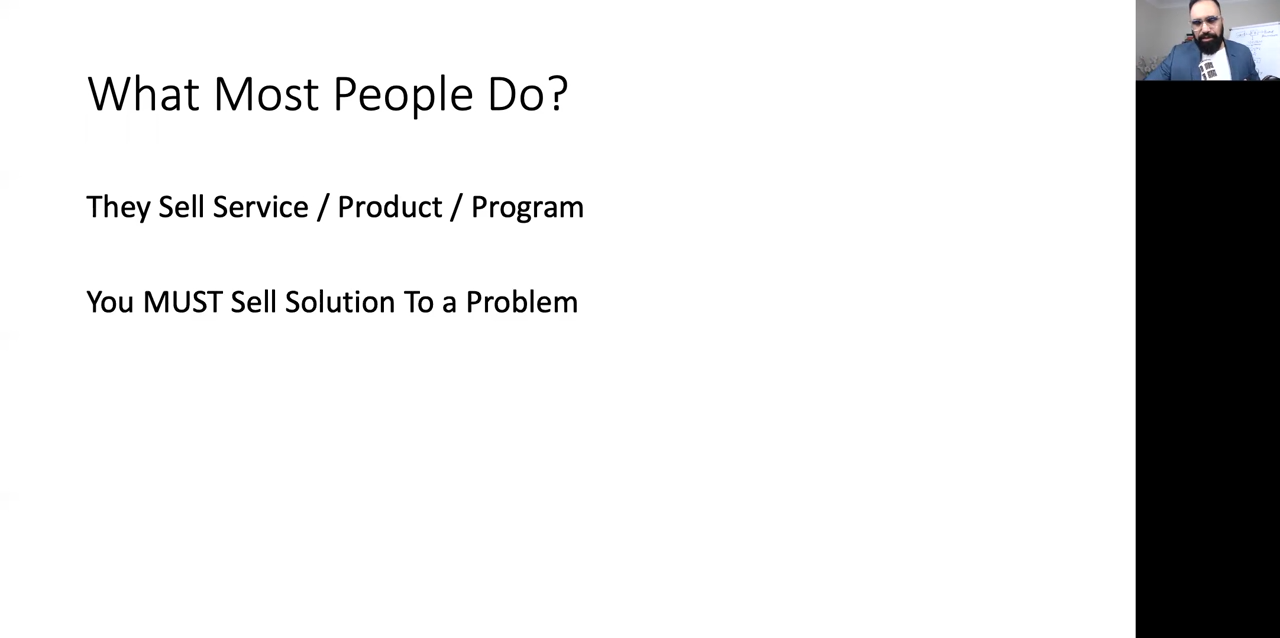 What Most People Do?
They Sell Service / Product / Program
You MUST Sell Solution To a Problem